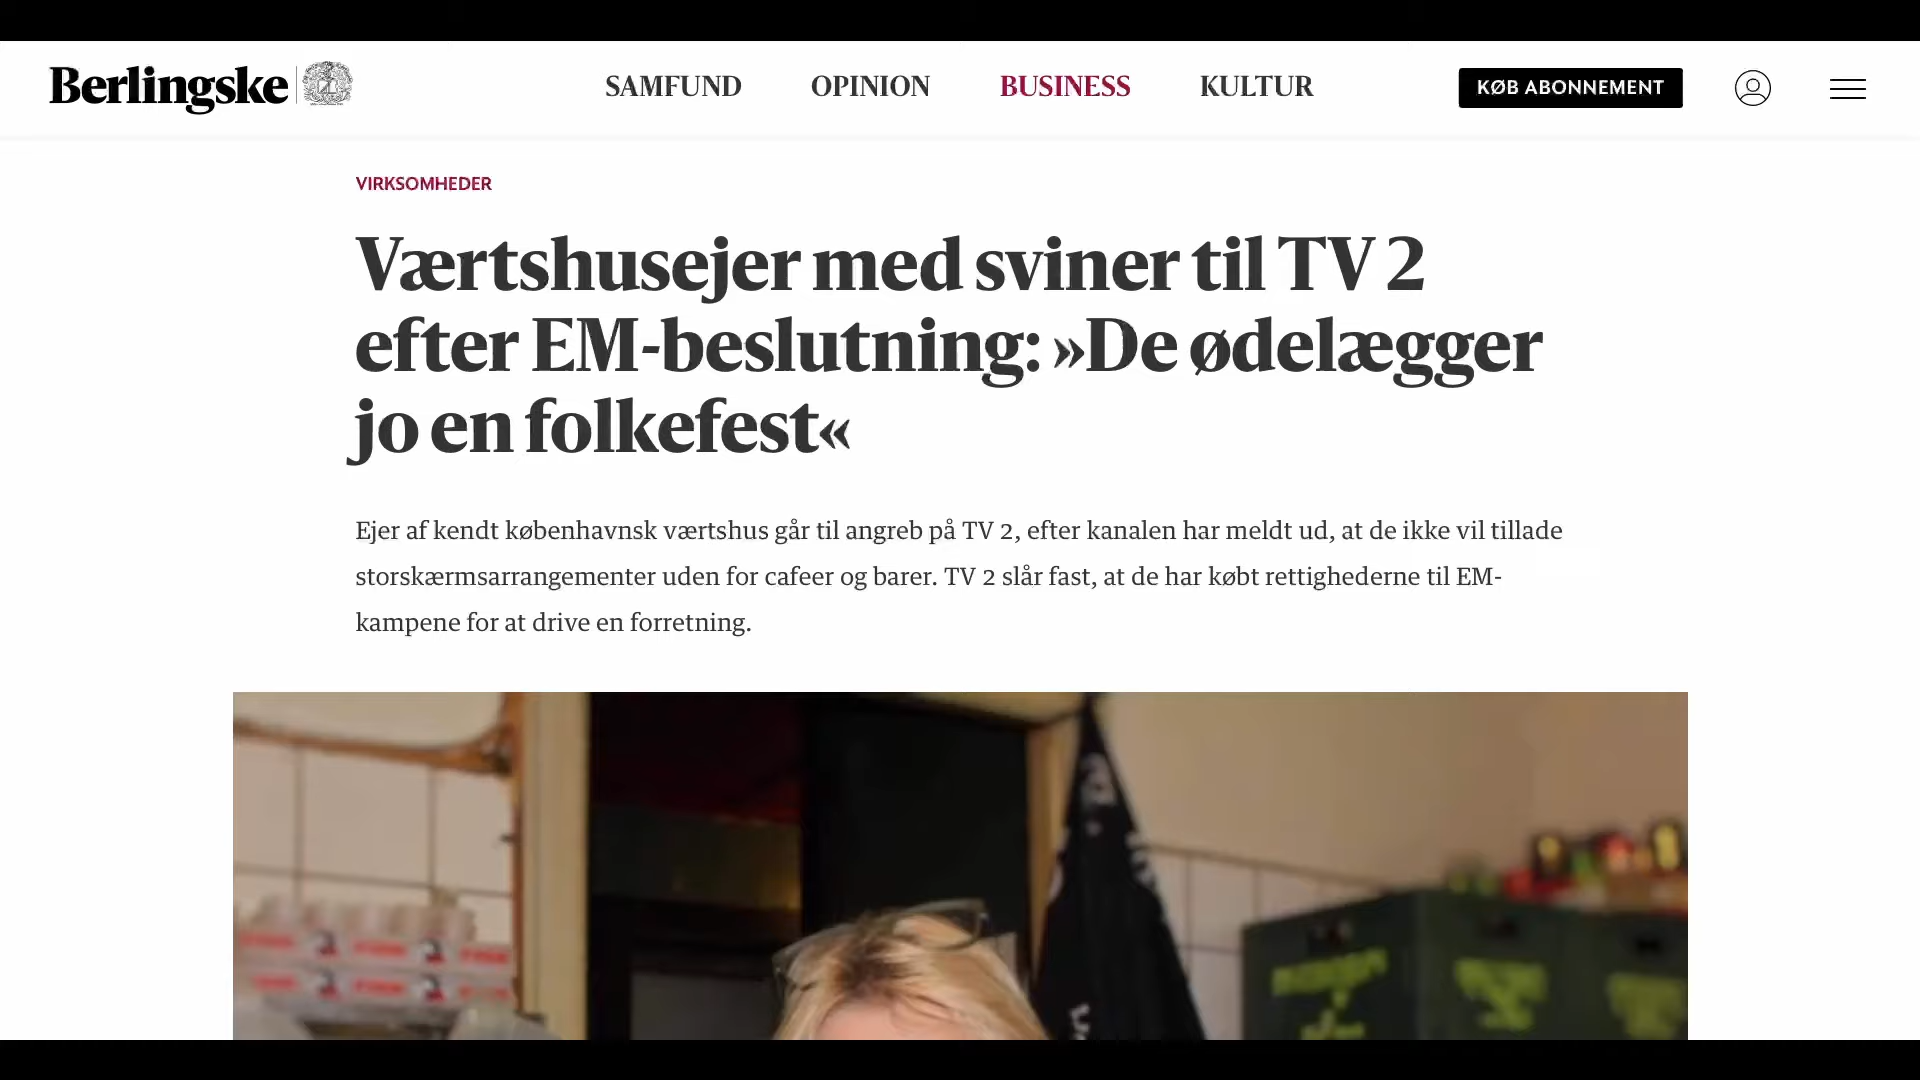 Berlingske
SAMFUND
OPINION
BUSINESS
KULTUR
KØB ABONNEMENT
VIRKSOMHEDER
Værtshusejer med sviner til TV 2
efter EM-beslutning: »De ødelægger
jo en folkefest«
Ejer af kendt københavnsk værtshus går til angreb på TV 2, efter kanalen har meldt ud, at de ikke vil tillade
storskærmsarrangementer uden for cafeer og barer. TV 2 slår fast, at de har købt rettighederne til EM-
kampene for at drive en forretning.